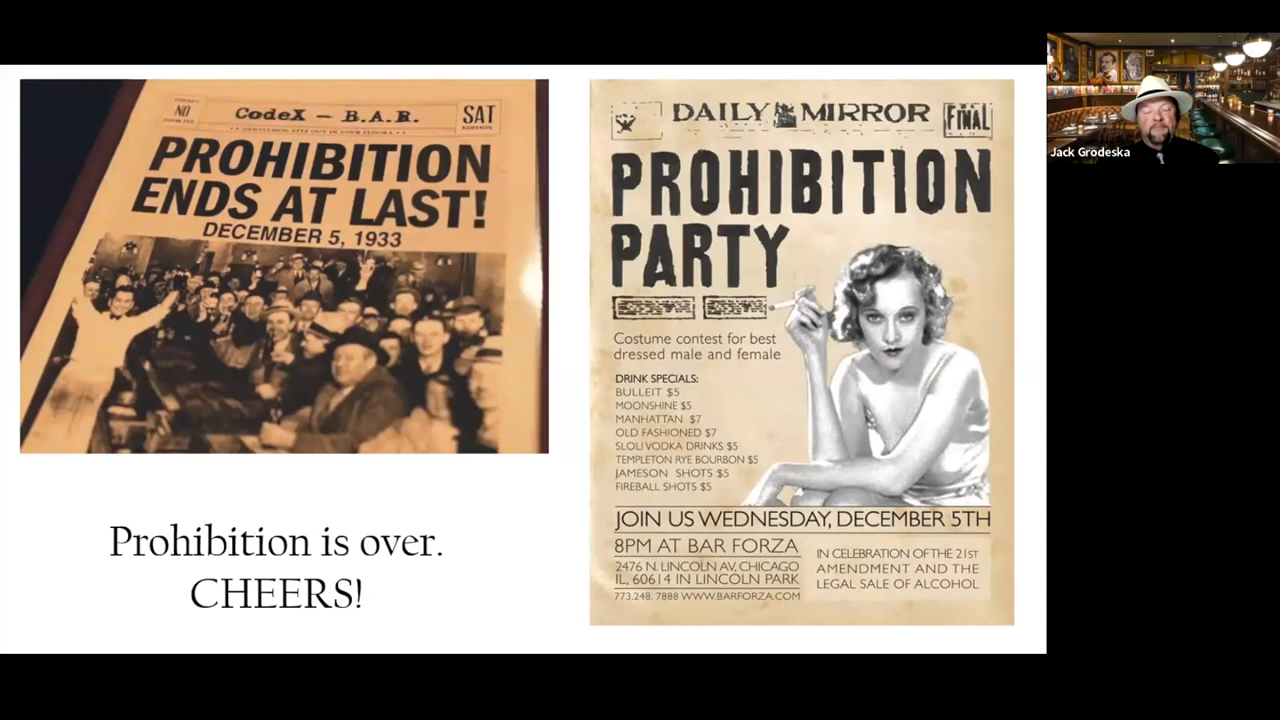 NO
CodeX — B.A.R.
SAT
EDITION
PROHIBITION
ENDS AT LAST!
DECEMBER 5, 1933
Prohibition is over.
CHEERS!
DAILY MIRROR
FINAL
PROHIBITION
PARTY
Costume contest for best
dressed male and female
DRINK SPECIALS:
BULLEIT $5
MOONSHINE $5
MANHATTAN $7
OLD FASHIONED $7
SLOLI VODKA DRINKS $5
TEMPLETON RYE BOURBON $5
JAMESON SHOTS $5
FIREBALL SHOTS $5
JOIN US WEDNESDAY, DECEMBER 5TH
8PM AT BAR FORZA
2476 N. LINCOLN AV, CHICAGO
IL, 60614 IN LINCOLN PARK
773.248. 7888 WWW.BARFORZA.COM
IN CELEBRATION OF THE 21ST
AMENDMENT AND THE
LEGAL SALE OF ALCOHOL
Jack Grodeska